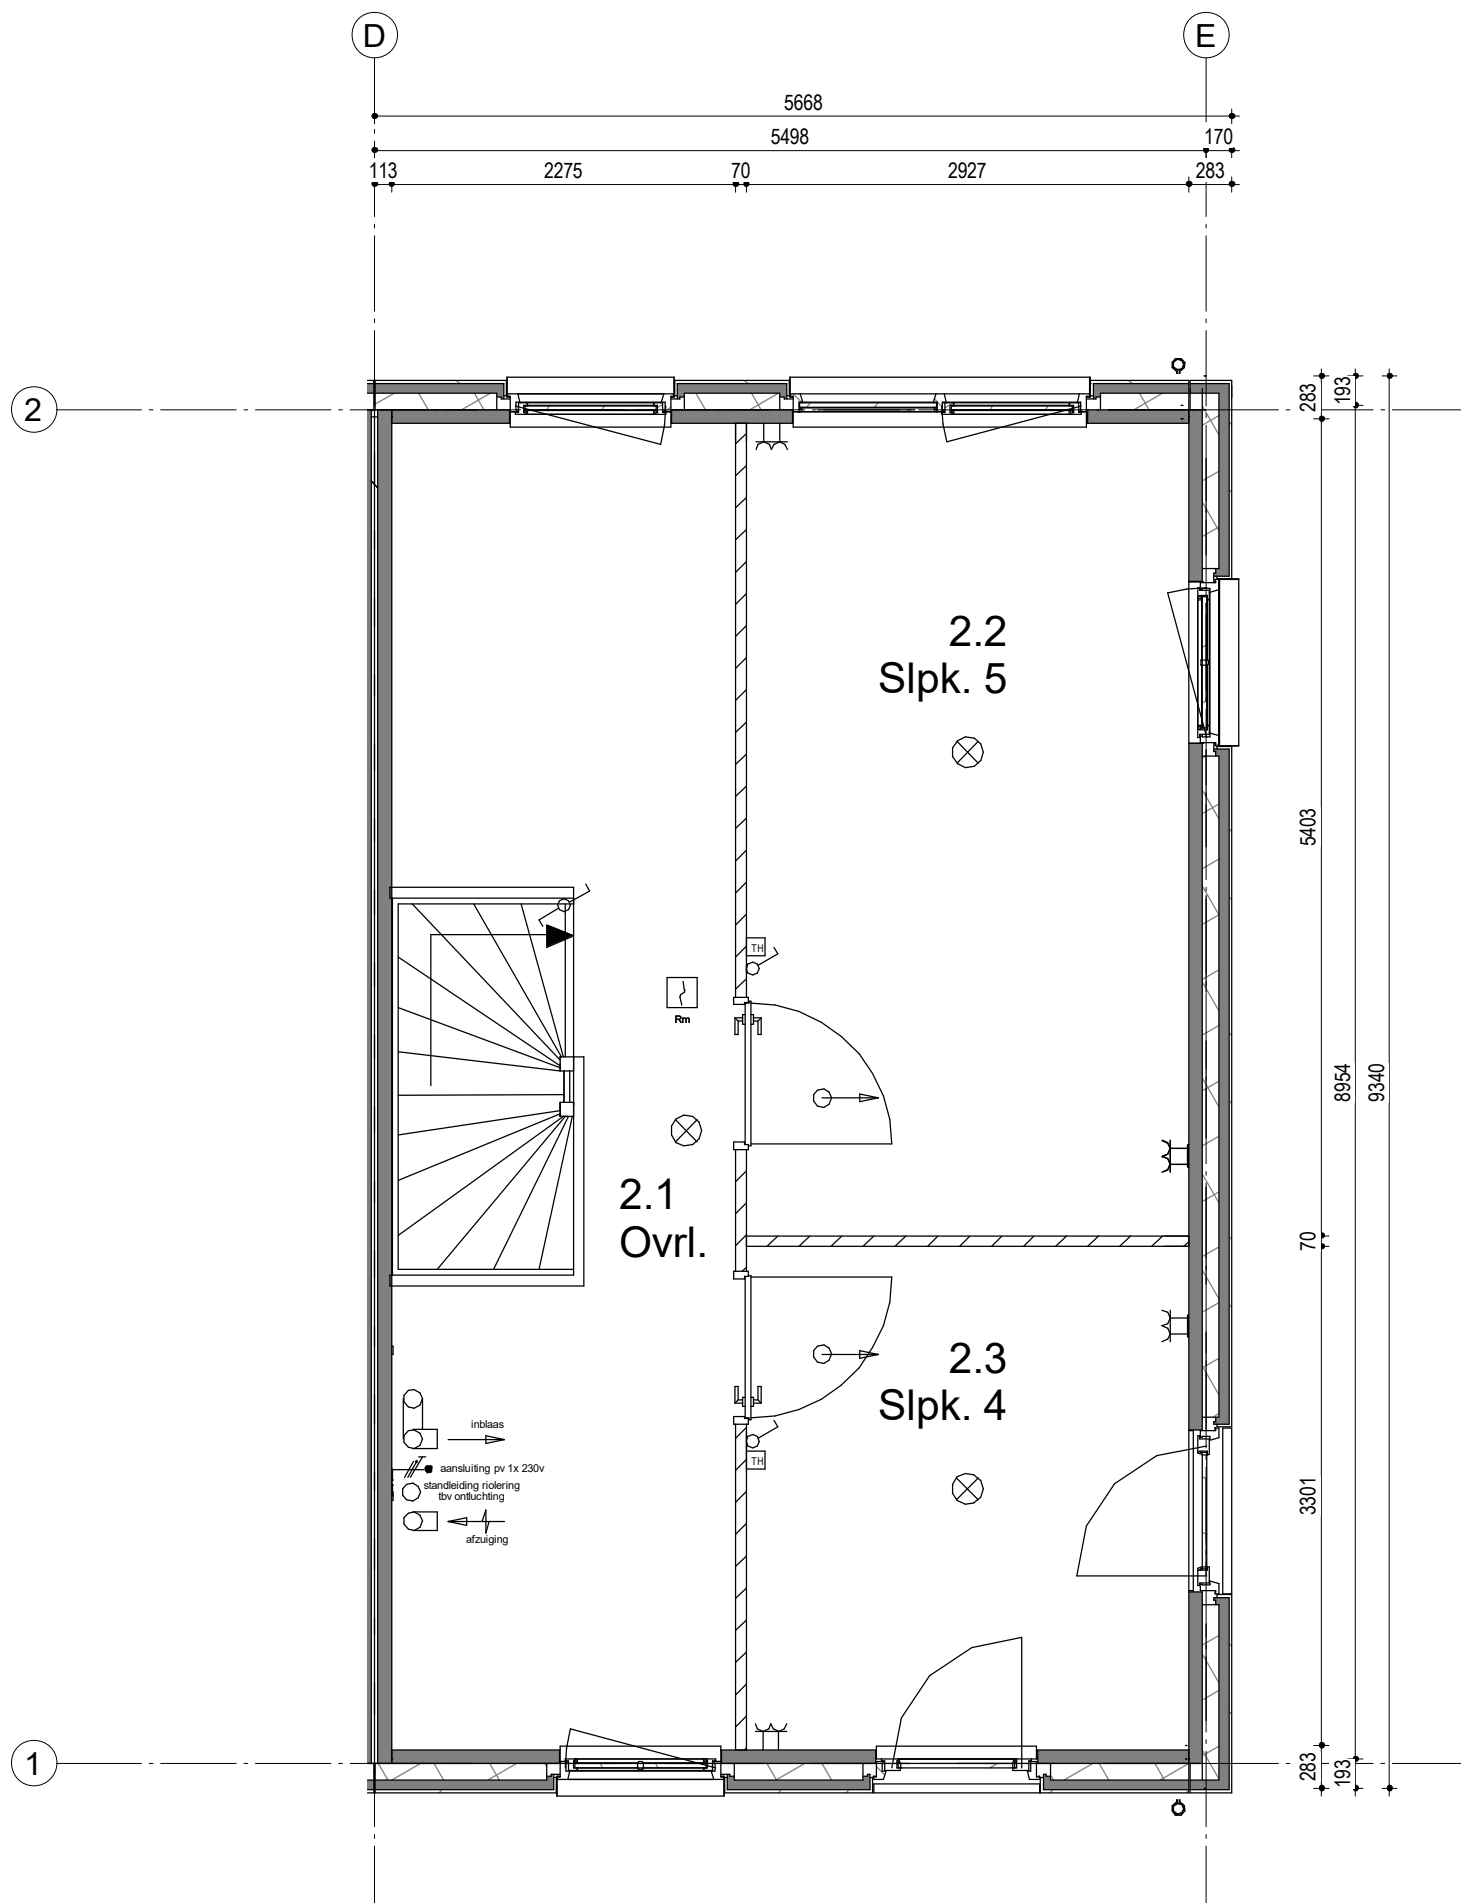 D
E
5668
5498
170
113
2275
70
2927
283
2
283
193
2.2
Slpk. 5
5403
TH
Rm
8954
9340
2.1
Ovrl.
70
2.3
Slpk. 4
inblaas
TH
aansluiting pv 1x 230v
standleiding riolering
tbv ontluchting
3301
afzuiging
1
283
193